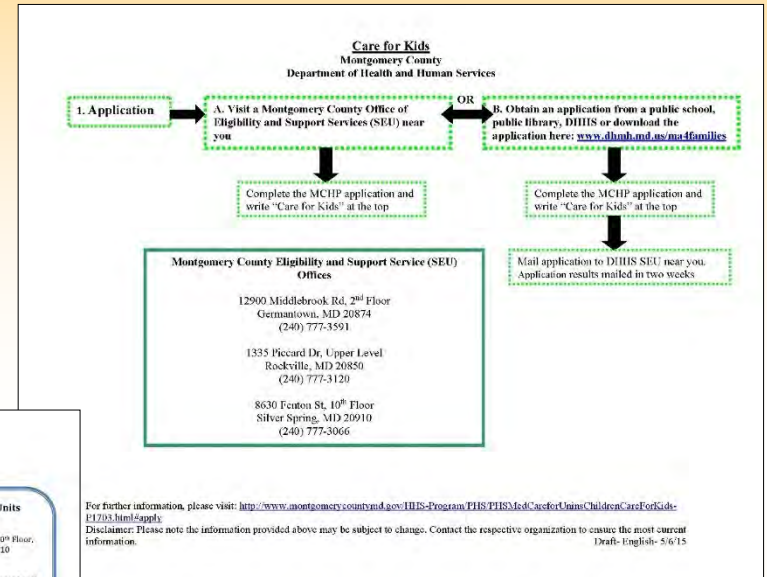 Care for Kids
Montgomery County
Department of Health and Human Services
1. Application
A. Visit a Montgomery County Office of
Eligibility and Support Services (SEU) near
you
OR
B. Obtain an application from a public school,
public library, DHHS or download the
application here: www.dhmh.md.us/ma4families
Complete the MCHP application and
write “Care for Kids” at the top
Complete the MCHP application and
write “Care for Kids” at the top
Mail application to DHHS SEU near you.
Application results mailed in two weeks
Montgomery County Eligibility and Support Service (SEU)
Offices
12900 Middlebrook Rd, 2nd Floor
Germantown, MD 20874
(240) 777-3591
1335 Piccard Dr, Upper Level
Rockville, MD 20850
(240) 777-3120
8630 Fenton St, 10th Floor
Silver Spring, MD 20910
(240) 777-3066
For further information, please visit: http://www.montgomerycountymd.gov/HHS-Program/PHS/PHSMedCareforUninsChildrenCareForKids-
P1703.html#apply
Disclaimer: Please note the information provided above may be subject to change. Contact the respective organization to ensure the most current
information.
Draft- English- 5/6/15
Units
0th Floor,
10